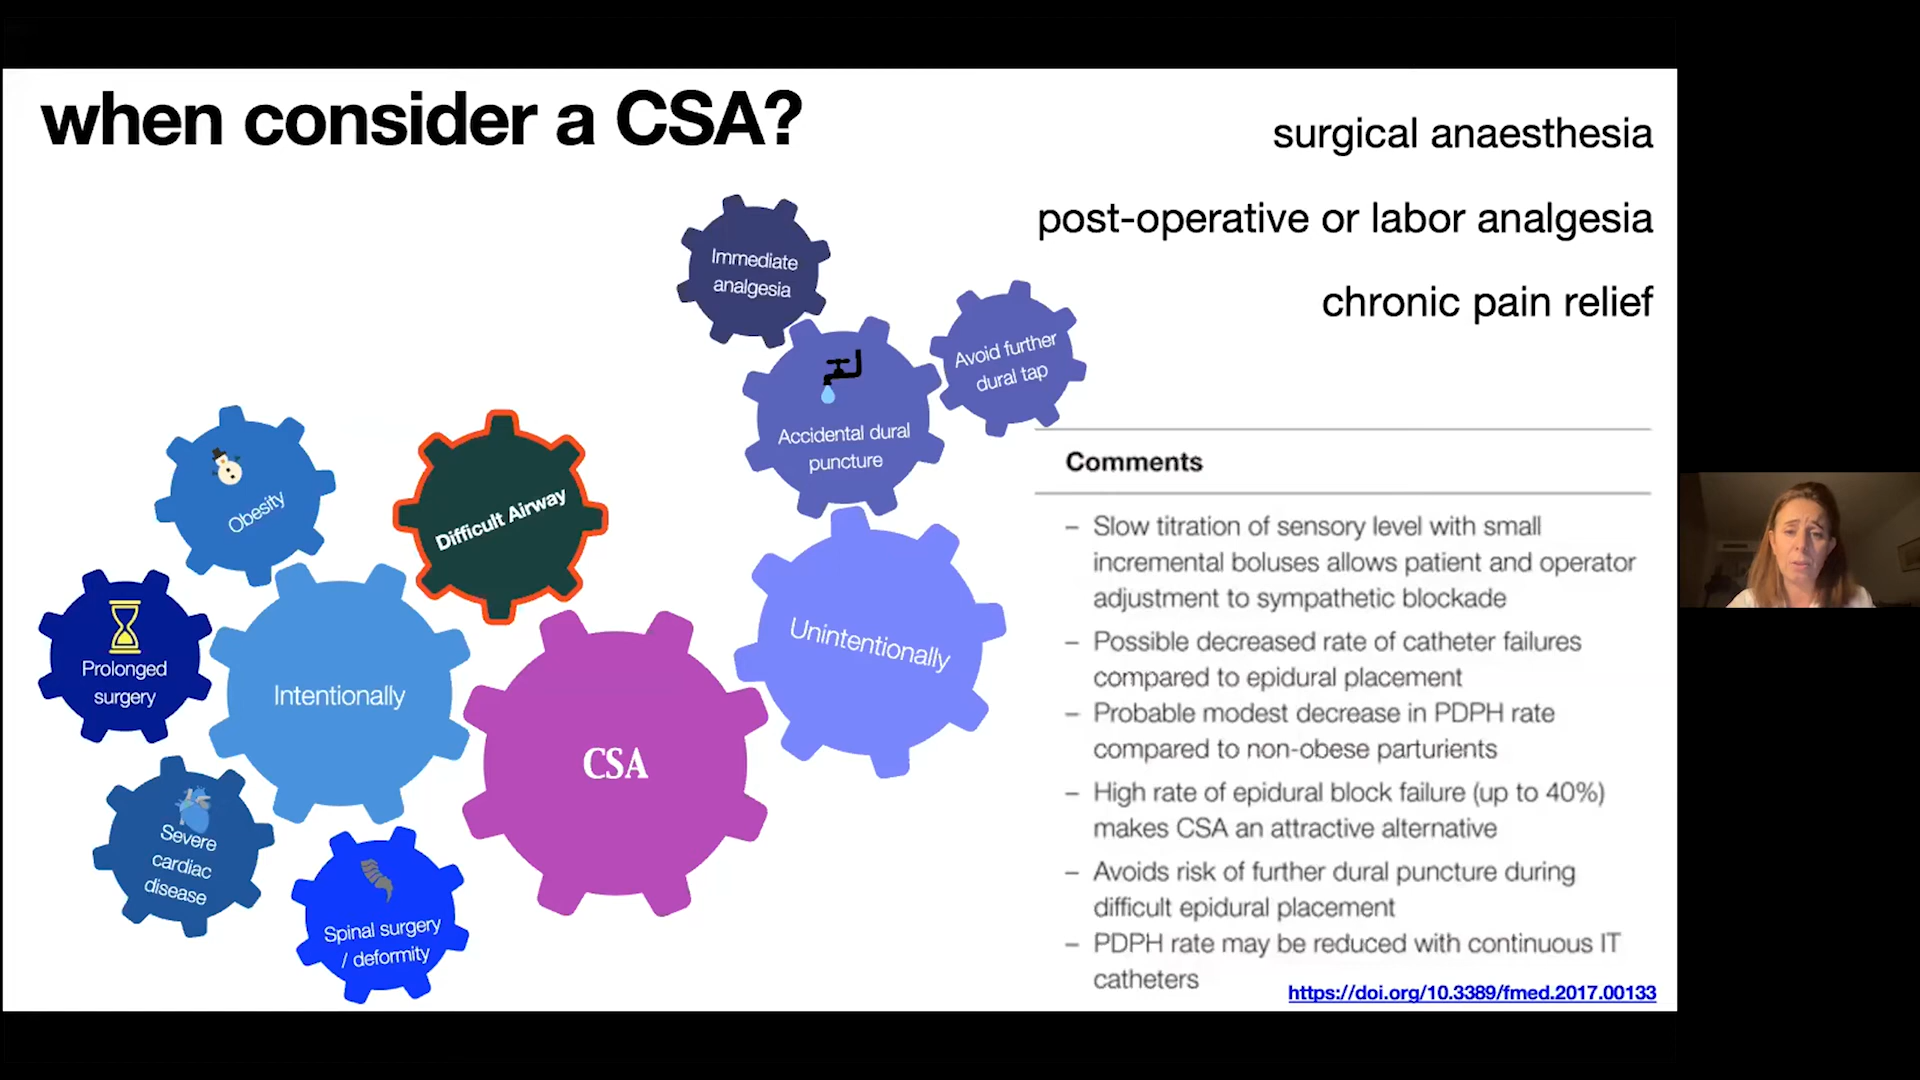 when consider a CSA?
surgical anaesthesia
post-operative or labor analgesia
chronic pain relief
Immediate
analgesia
Avoid further
dural tap
Accidental dural
puncture
Unintentionally
Obesity
Difficult Airway
Prolonged
surgery
Intentionally
CSA
Severe
cardiac
disease
Spinal surgery
/ deformity
Comments
– Slow titration of sensory level with small
incremental boluses allows patient and operator
adjustment to sympathetic blockade
– Possible decreased rate of catheter failures
compared to epidural placement
– Probable modest decrease in PDPH rate
compared to non-obese parturients
– High rate of epidural block failure (up to 40%)
makes CSA an attractive alternative
– Avoids risk of further dural puncture during
difficult epidural placement
– PDPH rate may be reduced with continuous IT
catheters
https://doi.org/10.3389/fmed.2017.00133